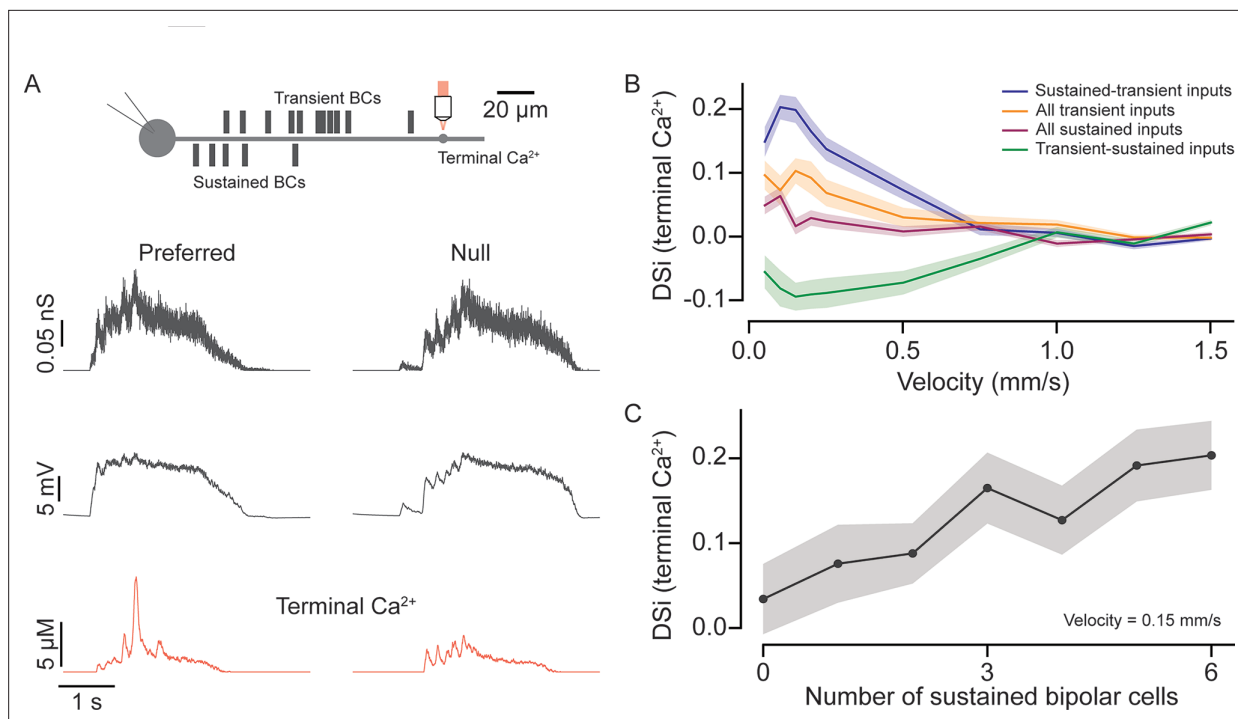 A
Transient BCs
20 µm
Terminal Ca²⁺
Sustained BCs
Preferred
Null
0.05 nS
5 mV
Terminal Ca²⁺
5 µM
1 s
B
DSi (terminal Ca²⁺)
0.2
0.1
0.0
-0.1
Sustained-transient inputs
All transient inputs
All sustained inputs
Transient-sustained inputs
0.0
0.5
1.0
1.5
Velocity (mm/s)
C
DSi (terminal Ca²⁺)
0.2
0.1
0.0
Velocity = 0.15 mm/s
0
3
6
Number of sustained bipolar cells